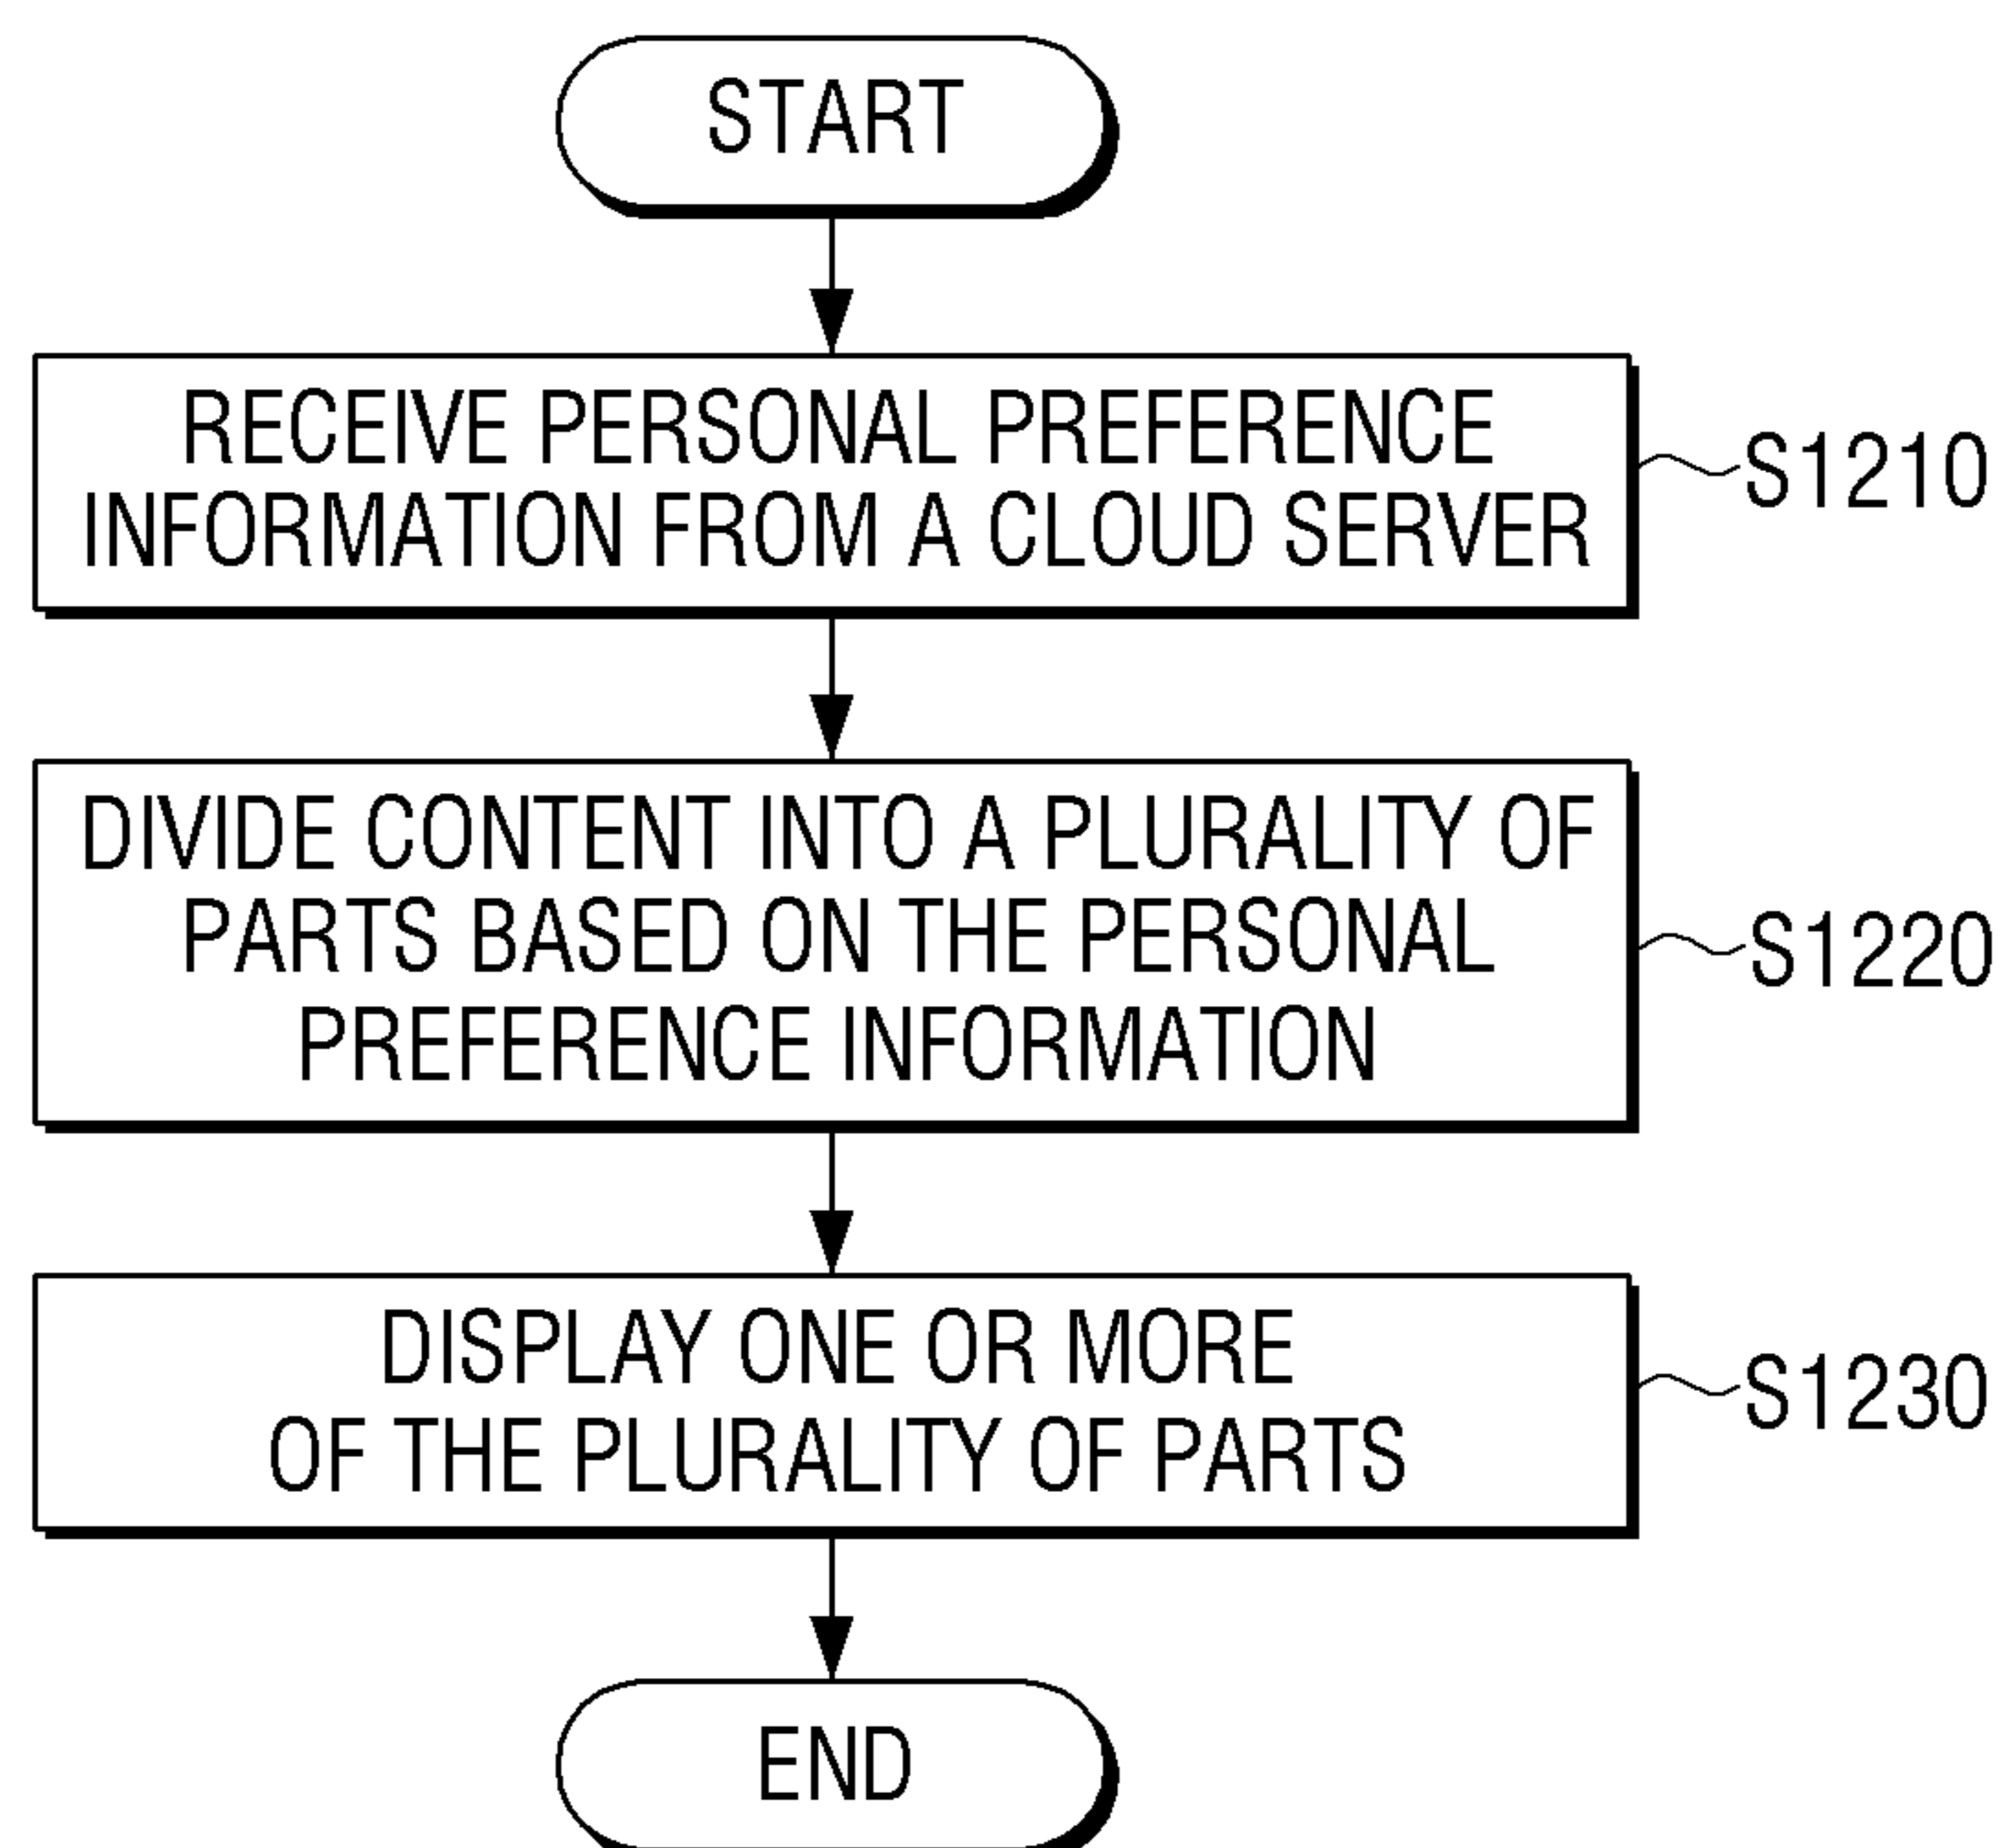 START
RECEIVE PERSONAL PREFERENCE
INFORMATION FROM A CLOUD SERVER
S1210
DIVIDE CONTENT INTO A PLURALITY OF
PARTS BASED ON THE PERSONAL
PREFERENCE INFORMATION
S1220
DISPLAY ONE OR MORE
OF THE PLURALITY OF PARTS
S1230
END